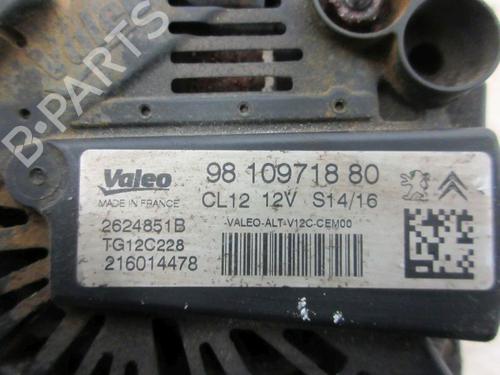 Valeo
B-PARTS
Valeo
MADE IN FRANCE
98 109718 80
CL12 12V S14/16
2624851B
TG12C228
216014478
-VALEO-ALT-V12C-CEM00